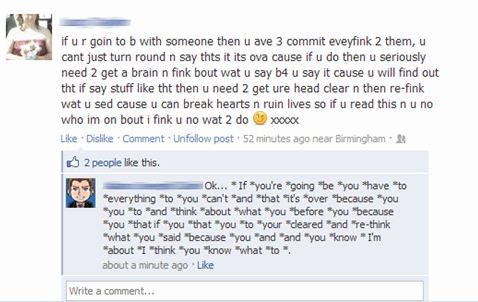 if u r goin to b with someone then u ave 3 commit eveyfink 2 them, u
cant just turn round n say thts it its ova cause if u do then u seriously
need 2 get a brain n fink bout wat u say b4 u say it cause u will find out
tht if say stuff like tht then u need 2 get ure head clear n then re-fink
wat u sed cause u can break hearts n ruin lives so if u read this n u no
who im on bout i fink u no wat 2 do xxxxx
Like · Dislike · Comment · Unfollow post · 52 minutes ago near Birmingham ·
2 people like this.
Ok... * If *you're *going *be *you *have *to
*everything *to *you *can't *and *that *it's *over *because *you
*you *to *and *think *about *what *you *before *you *because
*you *that if *you *that *you *to *your *cleared *and *re-think
*what *you *said *because *you *and *and *you *know * I'm
*about *I *think *you *know *what *to *.
about a minute ago · Like
Write a comment...